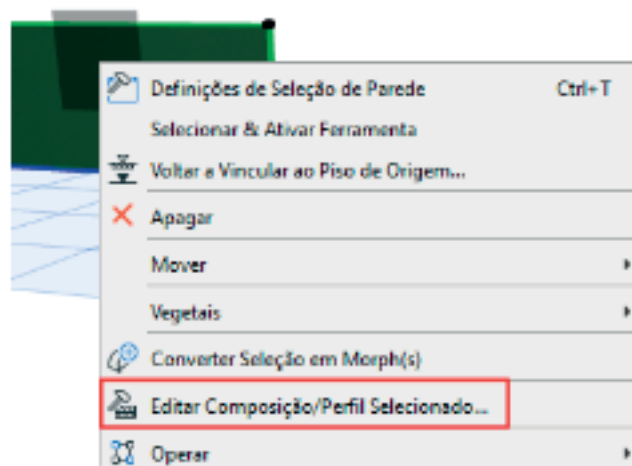 Definições de Seleção de Parede Ctrl+T
Selecionar & Ativar Ferramenta
Voltar a Vincular ao Piso de Origem...
Apagar
Mover
Vegetais
Converter Seleção em Morph(s)
Editar Composição/Perfil Selecionado...
Operar